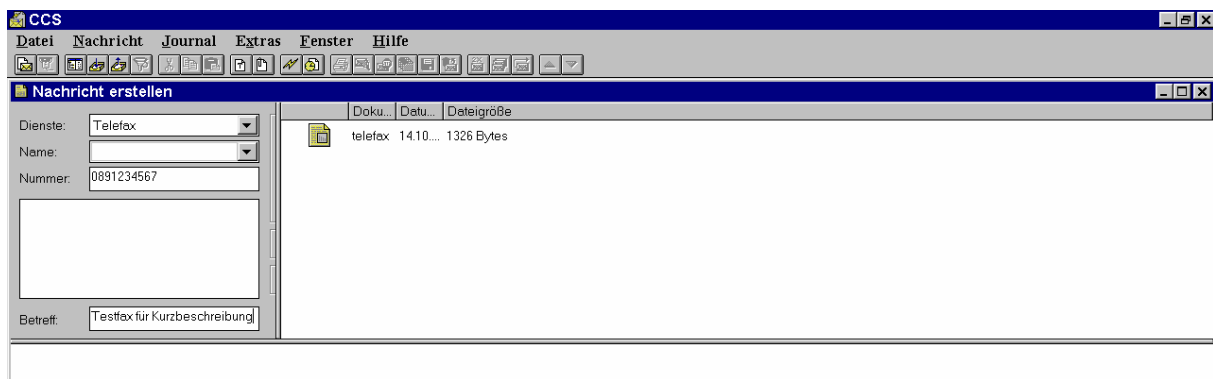 CCS
Datei Nachricht Journal Extras Fenster Hilfe
Nachricht erstellen
Doku... Datu... Dateigröße
Dienste: Telefax
telefax 14.10.... 1326 Bytes
Name:
Nummer: 0891234567
Betreff: Testfax für Kurzbeschreibung